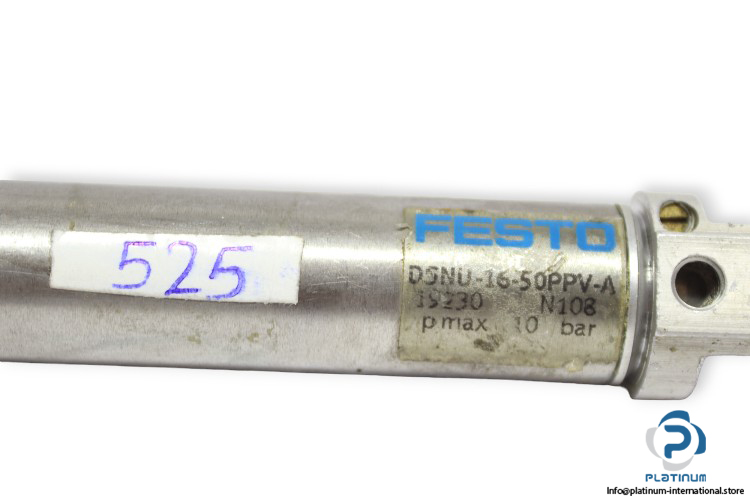 525
FESTO
DSNU-16-50PPV-A
19230 N108
p max 10 bar
PLATINUM
Info@platinum-international.store